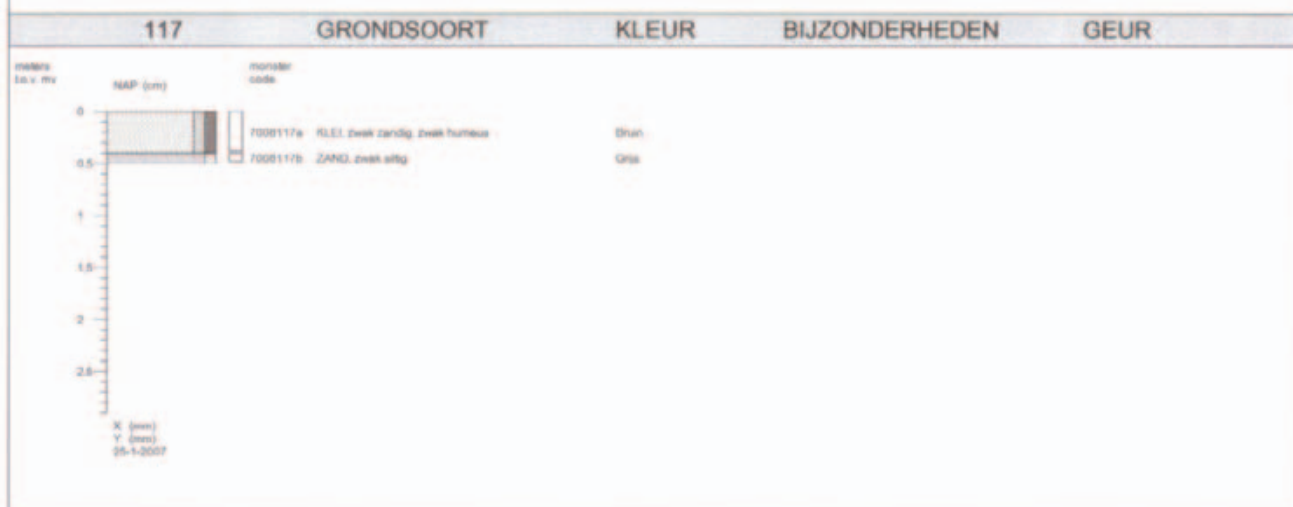 117 GRONDSOORT KLEUR BIJZONDERHEDEN GEUR
meters
t.o.v. mv
NAP (cm)
monster
code
0
7008117a KLEI, zwak zandig, zwak humeus Bruin
7008117b ZAND, zwak siltig Grijs
0.5
1
1.5
2
2.5
X (mm)
Y (mm)
25-1-2007